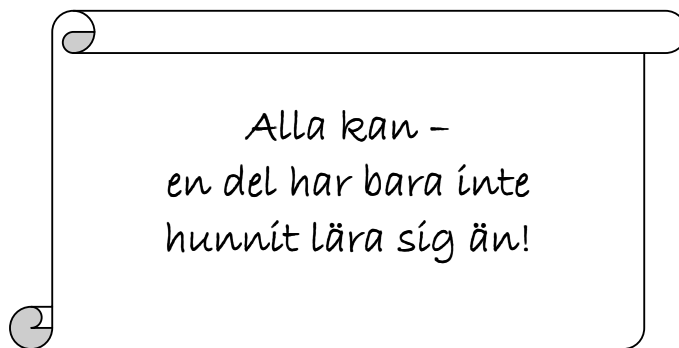 Alla kan –
en del har bara inte
hunnit lära sig än!